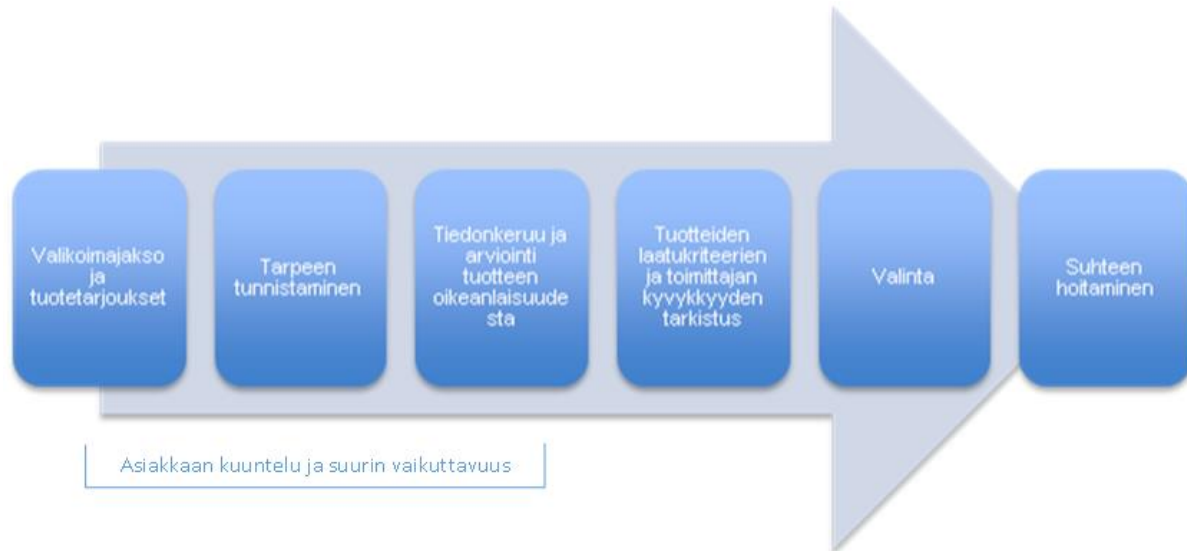 Valikoimajakso
ja
tuotetarjoukset
Tarpeen
tunnistaminen
Tiedonkeruu ja
arviointi
tuotteen
oikeanlaisuude
sta
Tuotteiden
laatukriteerien
ja toimittajan
kyvykkyyden
tarkistus
Valinta
Suhteen
hoitaminen
Asiakkaan kuuntelu ja suurin vaikuttavuus